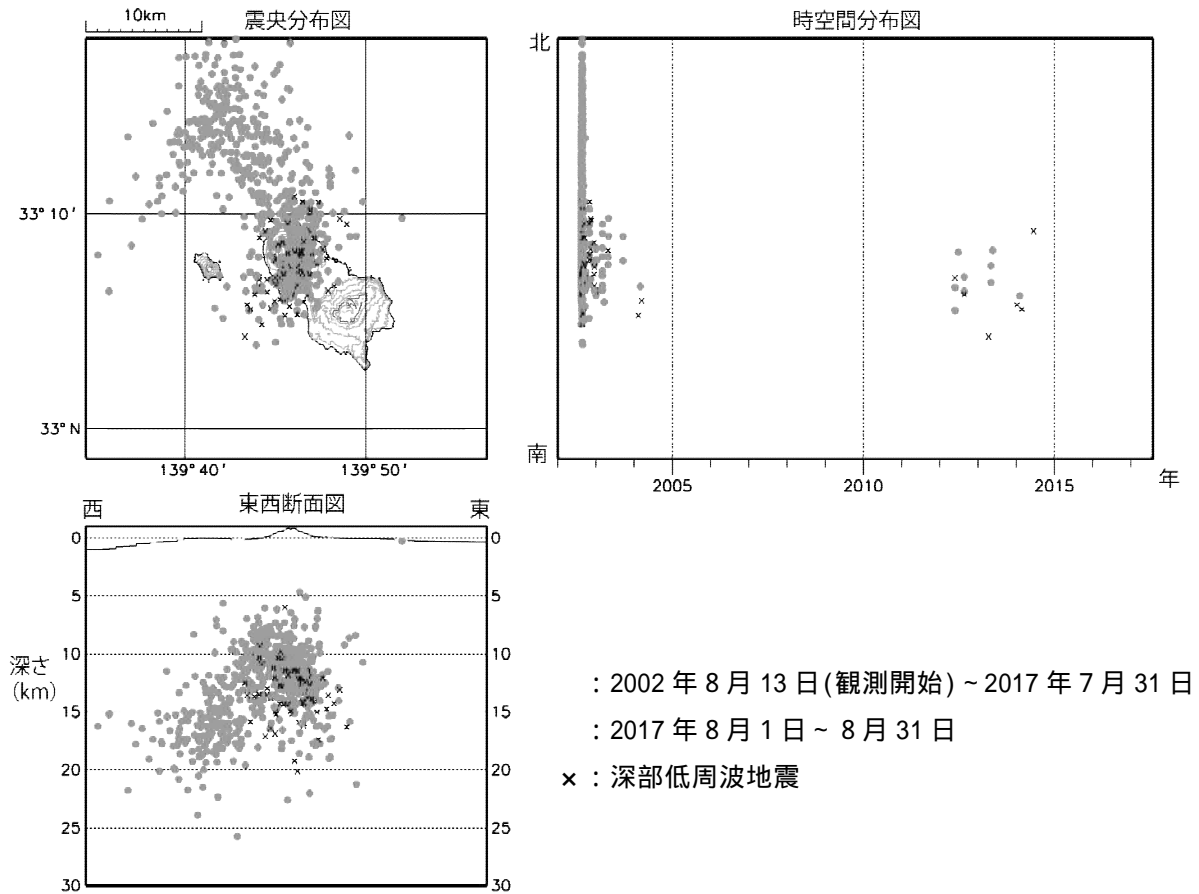 10km
震央分布図
33°10'
33°N
139°40'
139°50'
時空間分布図
北
南
2005
2010
2015
年
東西断面図
西
東
0
5
10
15
20
25
30
0
5
10
15
20
25
30
深さ
(km)
：2002 年 8 月 13 日(観測開始) ~ 2017 年 7 月 31 日
：2017 年 8 月 1 日 ~ 8 月 31 日
×：深部低周波地震